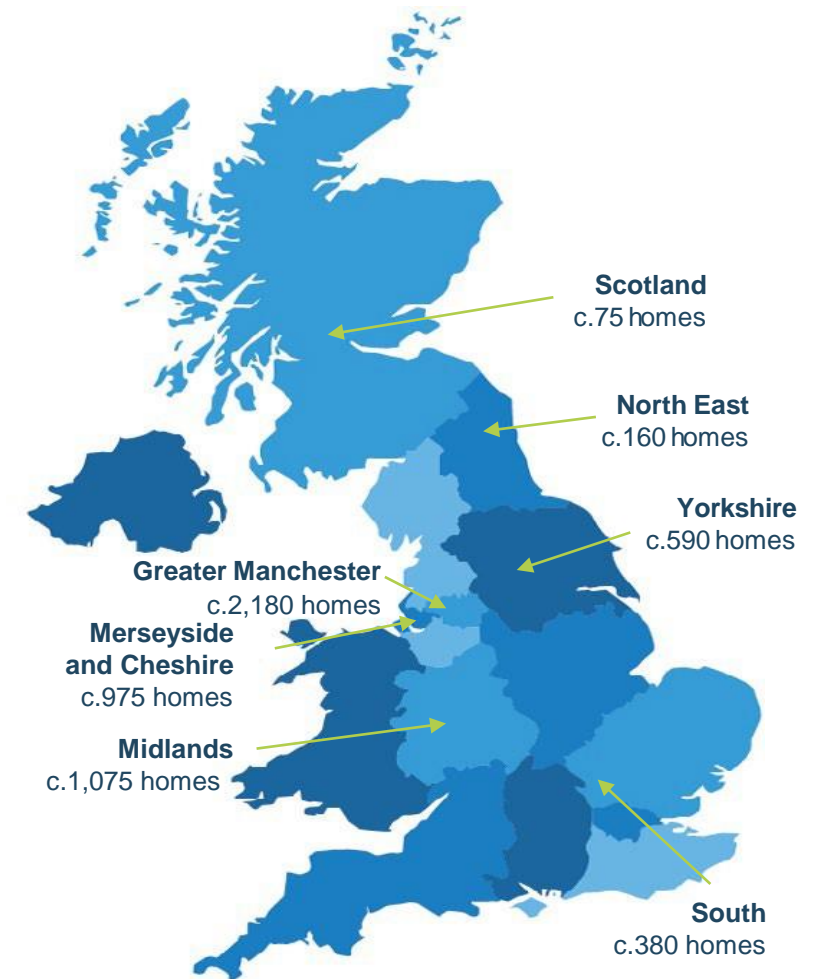 Scotland
c.75 homes
North East
c.160 homes
Yorkshire
c.590 homes
Greater Manchester
c.2,180 homes
Merseyside
and Cheshire
c.975 homes
Midlands
c.1,075 homes
South
c.380 homes